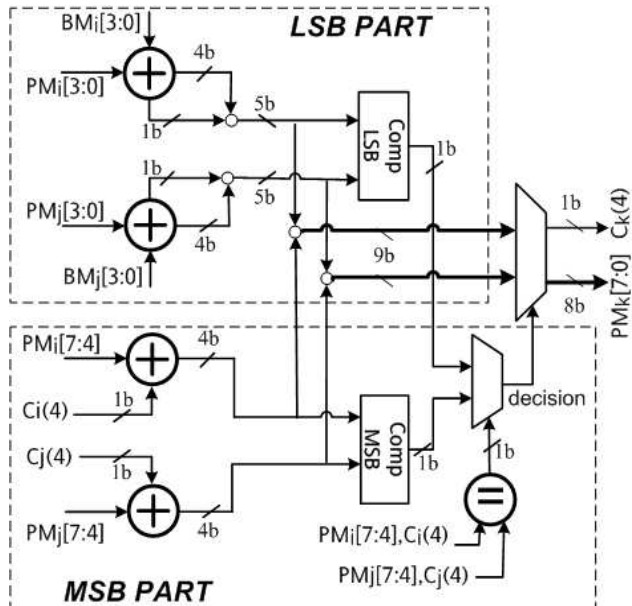 BMi[3:0]
LSB PART
4b
PMi[3:0]
5b
1b
Comp LSB
1b
1b
PMj[3:0]
5b
4b
BMj[3:0]
9b
1b
Ck(4)
8b
PMk[7:0]
PMi[7:4]
4b
Ci(4)
1b
decision
Cj(4)
1b
Comp MSB
1b
1b
PMj[7:4]
4b
=
PMi[7:4],Ci(4)
PMj[7:4],Cj(4)
MSB PART